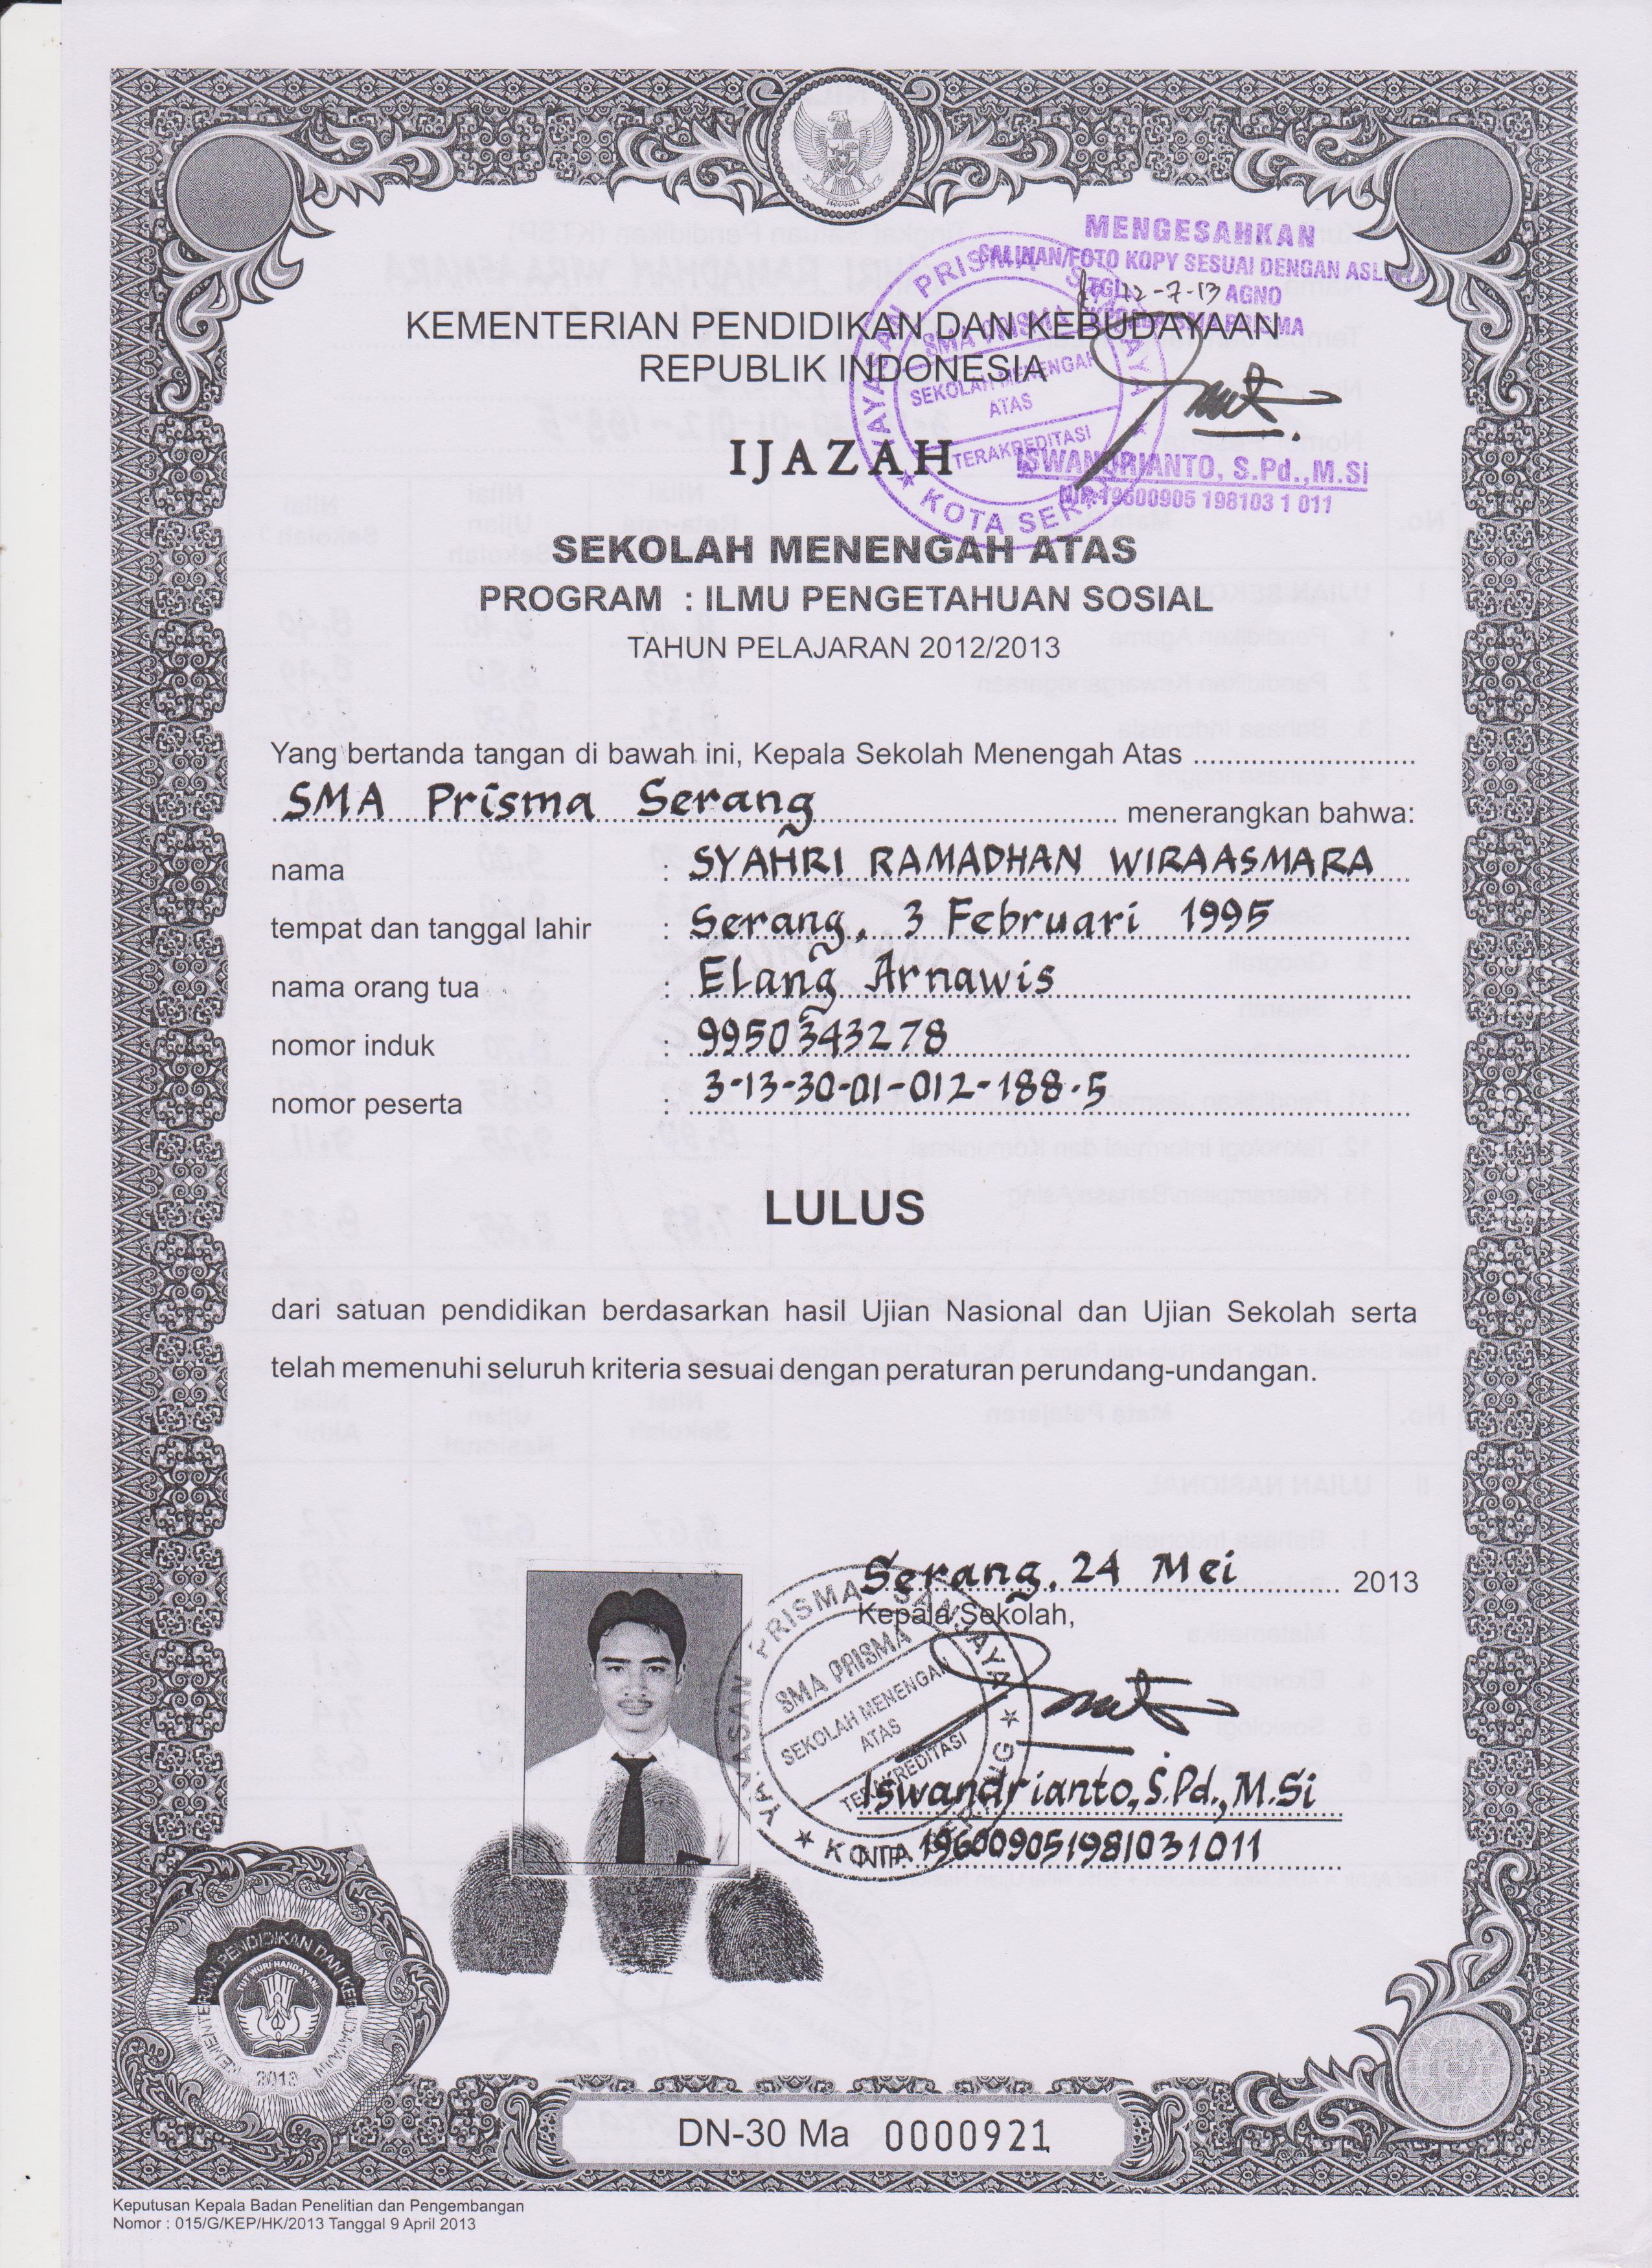 MENGESAHKAN
SALINAN/FOTO KOPY SESUAI DENGAN ASLINYA
TGL. 12-7-13 AGNO
KEPALA SMA PRISMA
YAYASAN PRISMA SANJAYA
SMA PRISMA
SEKOLAH MENENGAH
ATAS
TERAKREDITASI
KOTA SERANG
ISWANDRIANTO, S.Pd.,M.Si
NIP. 19600905 198103 1 011
KEMENTERIAN PENDIDIKAN DAN KEBUDAYAAN
REPUBLIK INDONESIA
IJAZAH
SEKOLAH MENENGAH ATAS
PROGRAM : ILMU PENGETAHUAN SOSIAL
TAHUN PELAJARAN 2012/2013
Yang bertanda tangan di bawah ini, Kepala Sekolah Menengah Atas
SMA Prisma Serang menerangkan bahwa:
nama : SYAHRI RAMADHAN WIRAASMARA
tempat dan tanggal lahir : Serang, 3 Februari 1995
nama orang tua : Elang Arnawis
nomor induk : 9950343278
nomor peserta : 3-13-30-01-012-188-5
LULUS
dari satuan pendidikan berdasarkan hasil Ujian Nasional dan Ujian Sekolah serta
telah memenuhi seluruh kriteria sesuai dengan peraturan perundang-undangan.
Serang, 24 Mei 2013
Kepala Sekolah,
YAYASAN PRISMA SANJAYA
SMA PRISMA
SEKOLAH MENENGAH
ATAS
TERAKREDITASI
KOTA SERANG
Iswandrianto, S.Pd., M.Si
NIP. 196009051981031011
KEMENTERIAN PENDIDIKAN DAN KEBUDAYAAN
TUT WURI HANDAYANI
2013
DN-30 Ma 0000921
Keputusan Kepala Badan Penelitian dan Pengembangan
Nomor : 015/G/KEP/HK/2013 Tanggal 9 April 2013